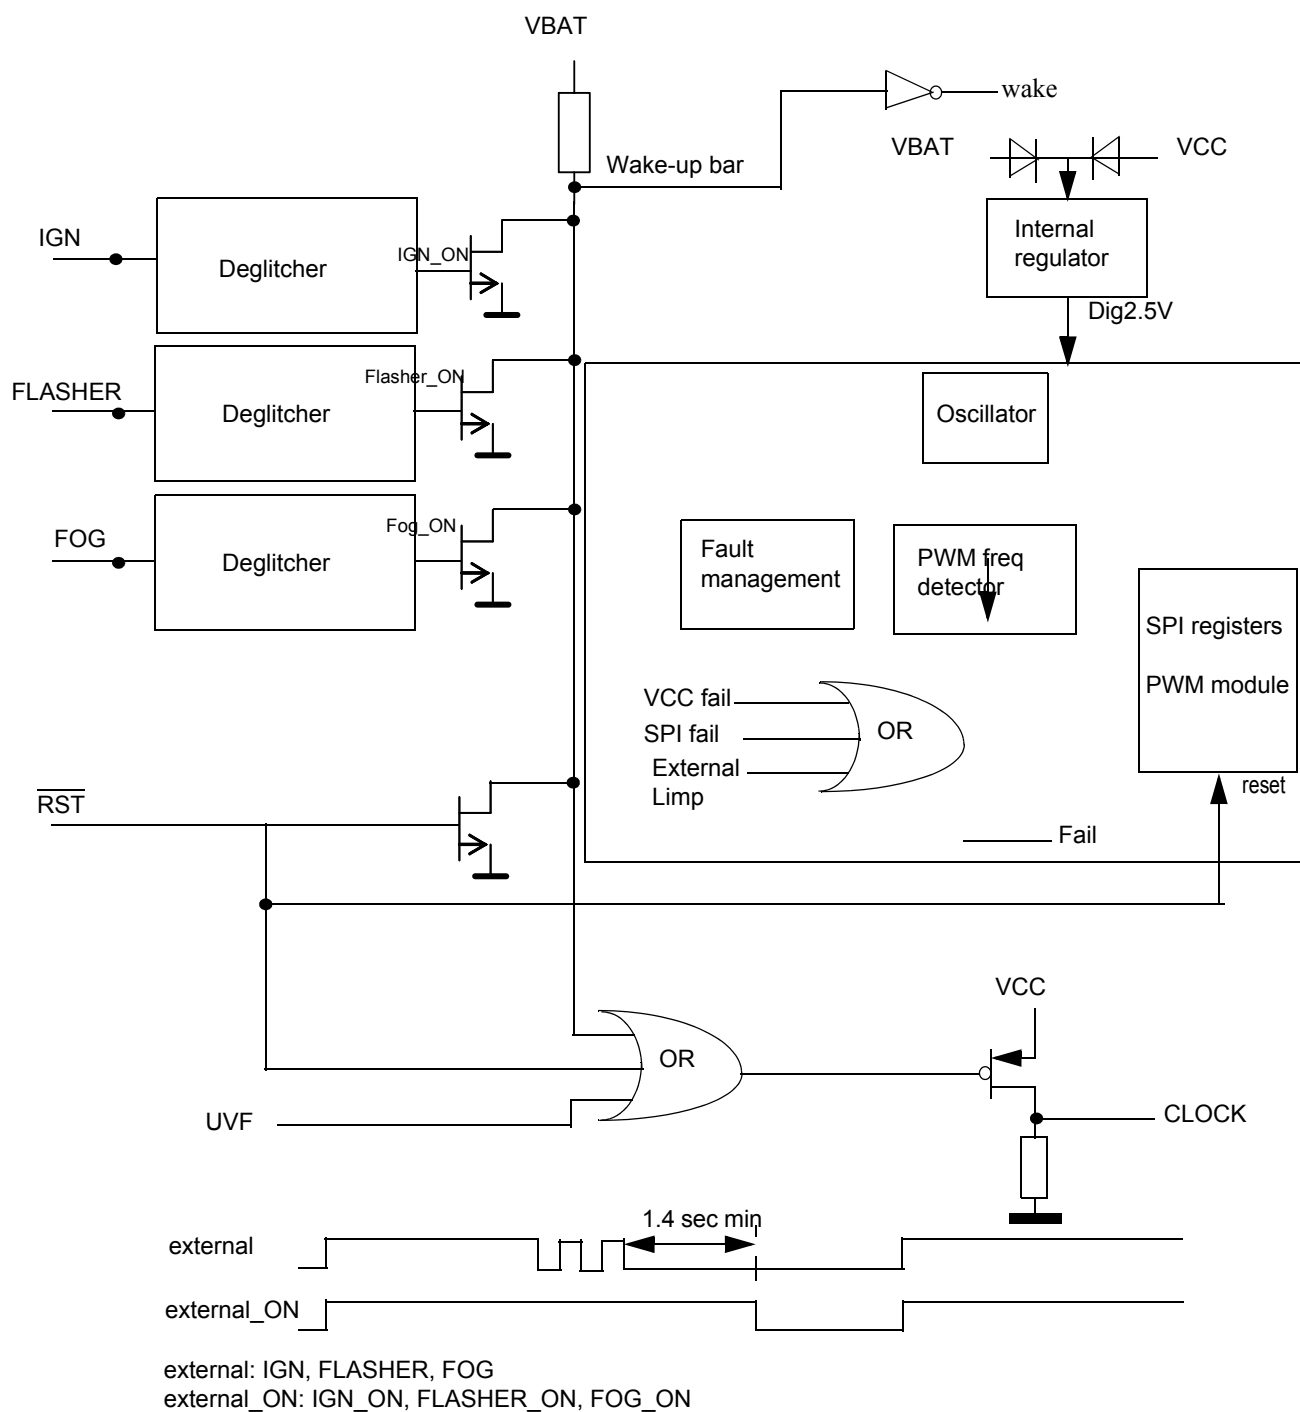 VBAT
wake
Wake-up bar
VBAT
VCC
IGN
Deglitcher
IGN_ON
Internal
regulator
Dig2.5V
FLASHER
Deglitcher
Flasher_ON
Oscillator
FOG
Deglitcher
Fog_ON
Fault
management
PWM freq
detector
SPI registers
PWM module
VCC fail
SPI fail
External
Limp
OR
reset
RST
Fail
VCC
OR
UVF
CLOCK
1.4 sec min
external
external_ON
external: IGN, FLASHER, FOG
external_ON: IGN_ON, FLASHER_ON, FOG_ON